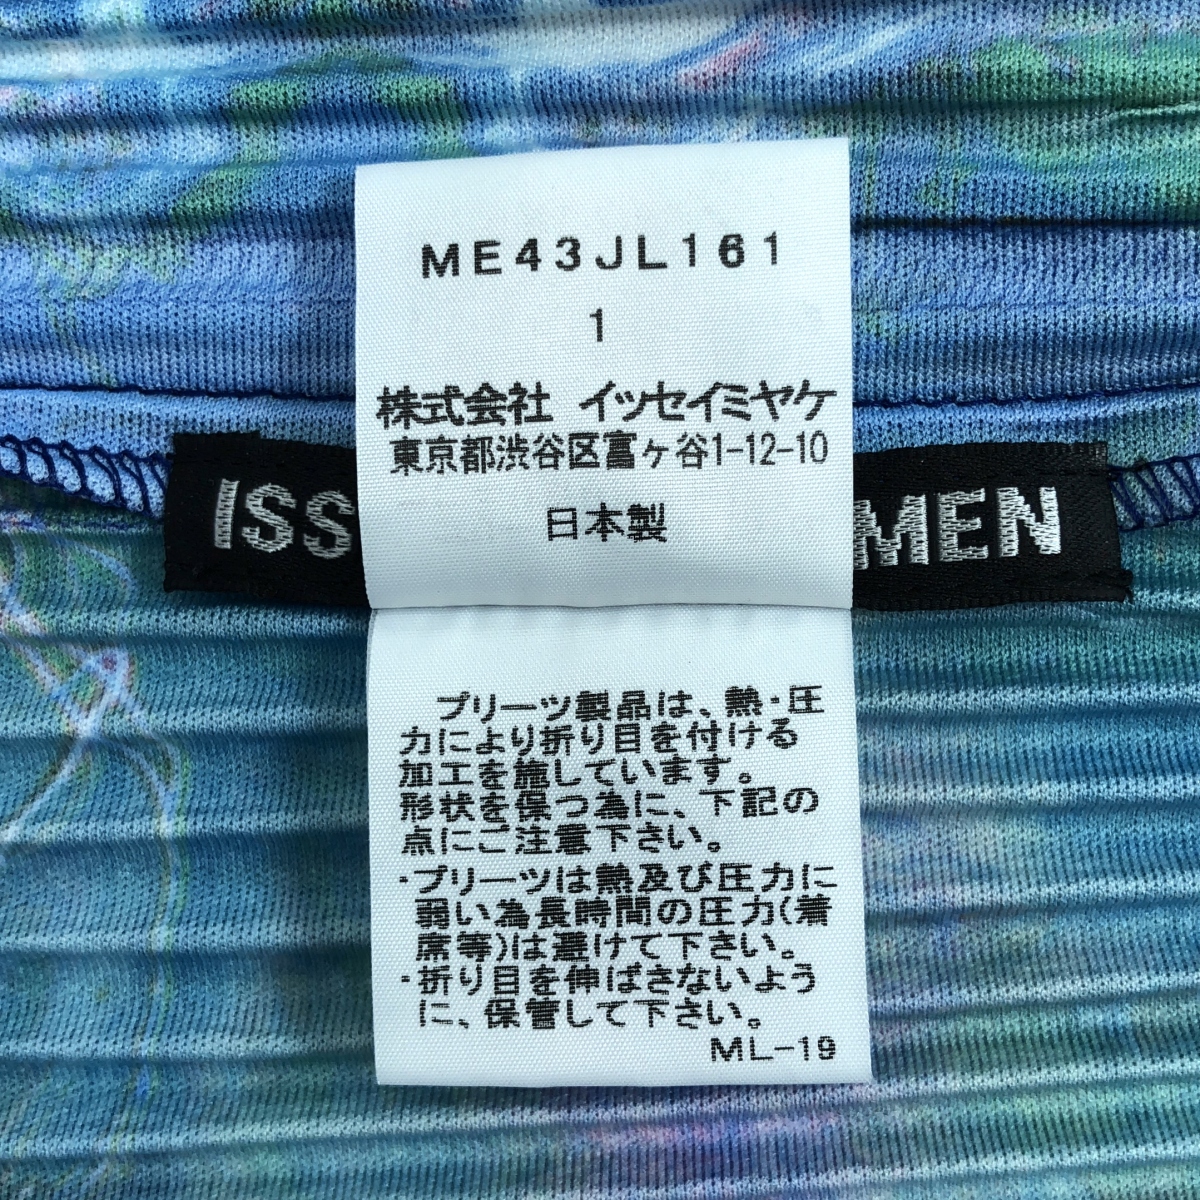 ME43JL161
1
株式会社 イッセイミヤケ
東京都渋谷区富ヶ谷1-12-10
日本製
ISS MEN
プリーツ製品は、熱・圧
力により折り目を付ける
加工を施しています。
形状を保つ為に、下記の
点にご注意下さい。
・プリーツは熱及び圧力に
弱い為長時間の圧力(着
席等)は避けて下さい。
・折り目を伸ばさないよう
に、保管して下さい。
ML-19